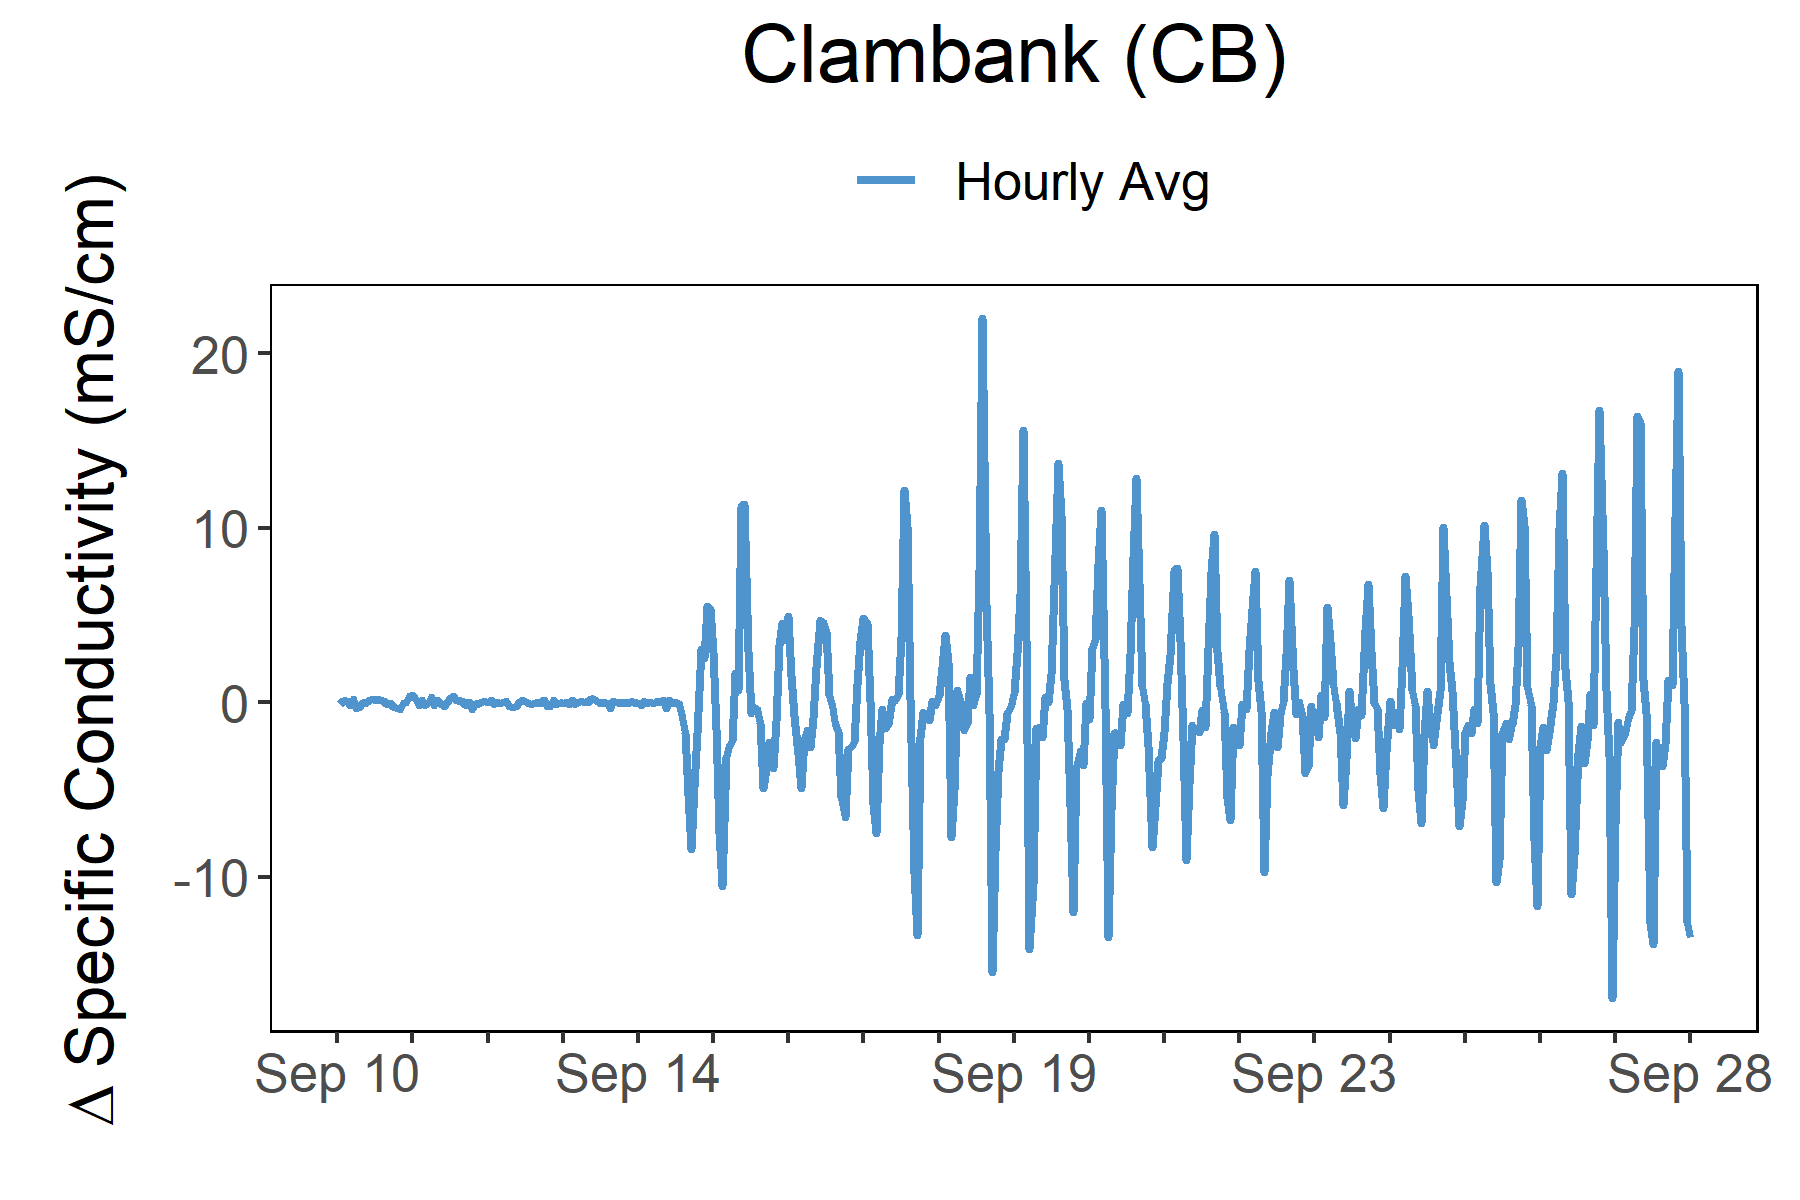 Clambank (CB)
Hourly Avg
Δ Specific Conductivity (mS/cm)
20
10
0
-10
Sep 10
Sep 14
Sep 19
Sep 23
Sep 28